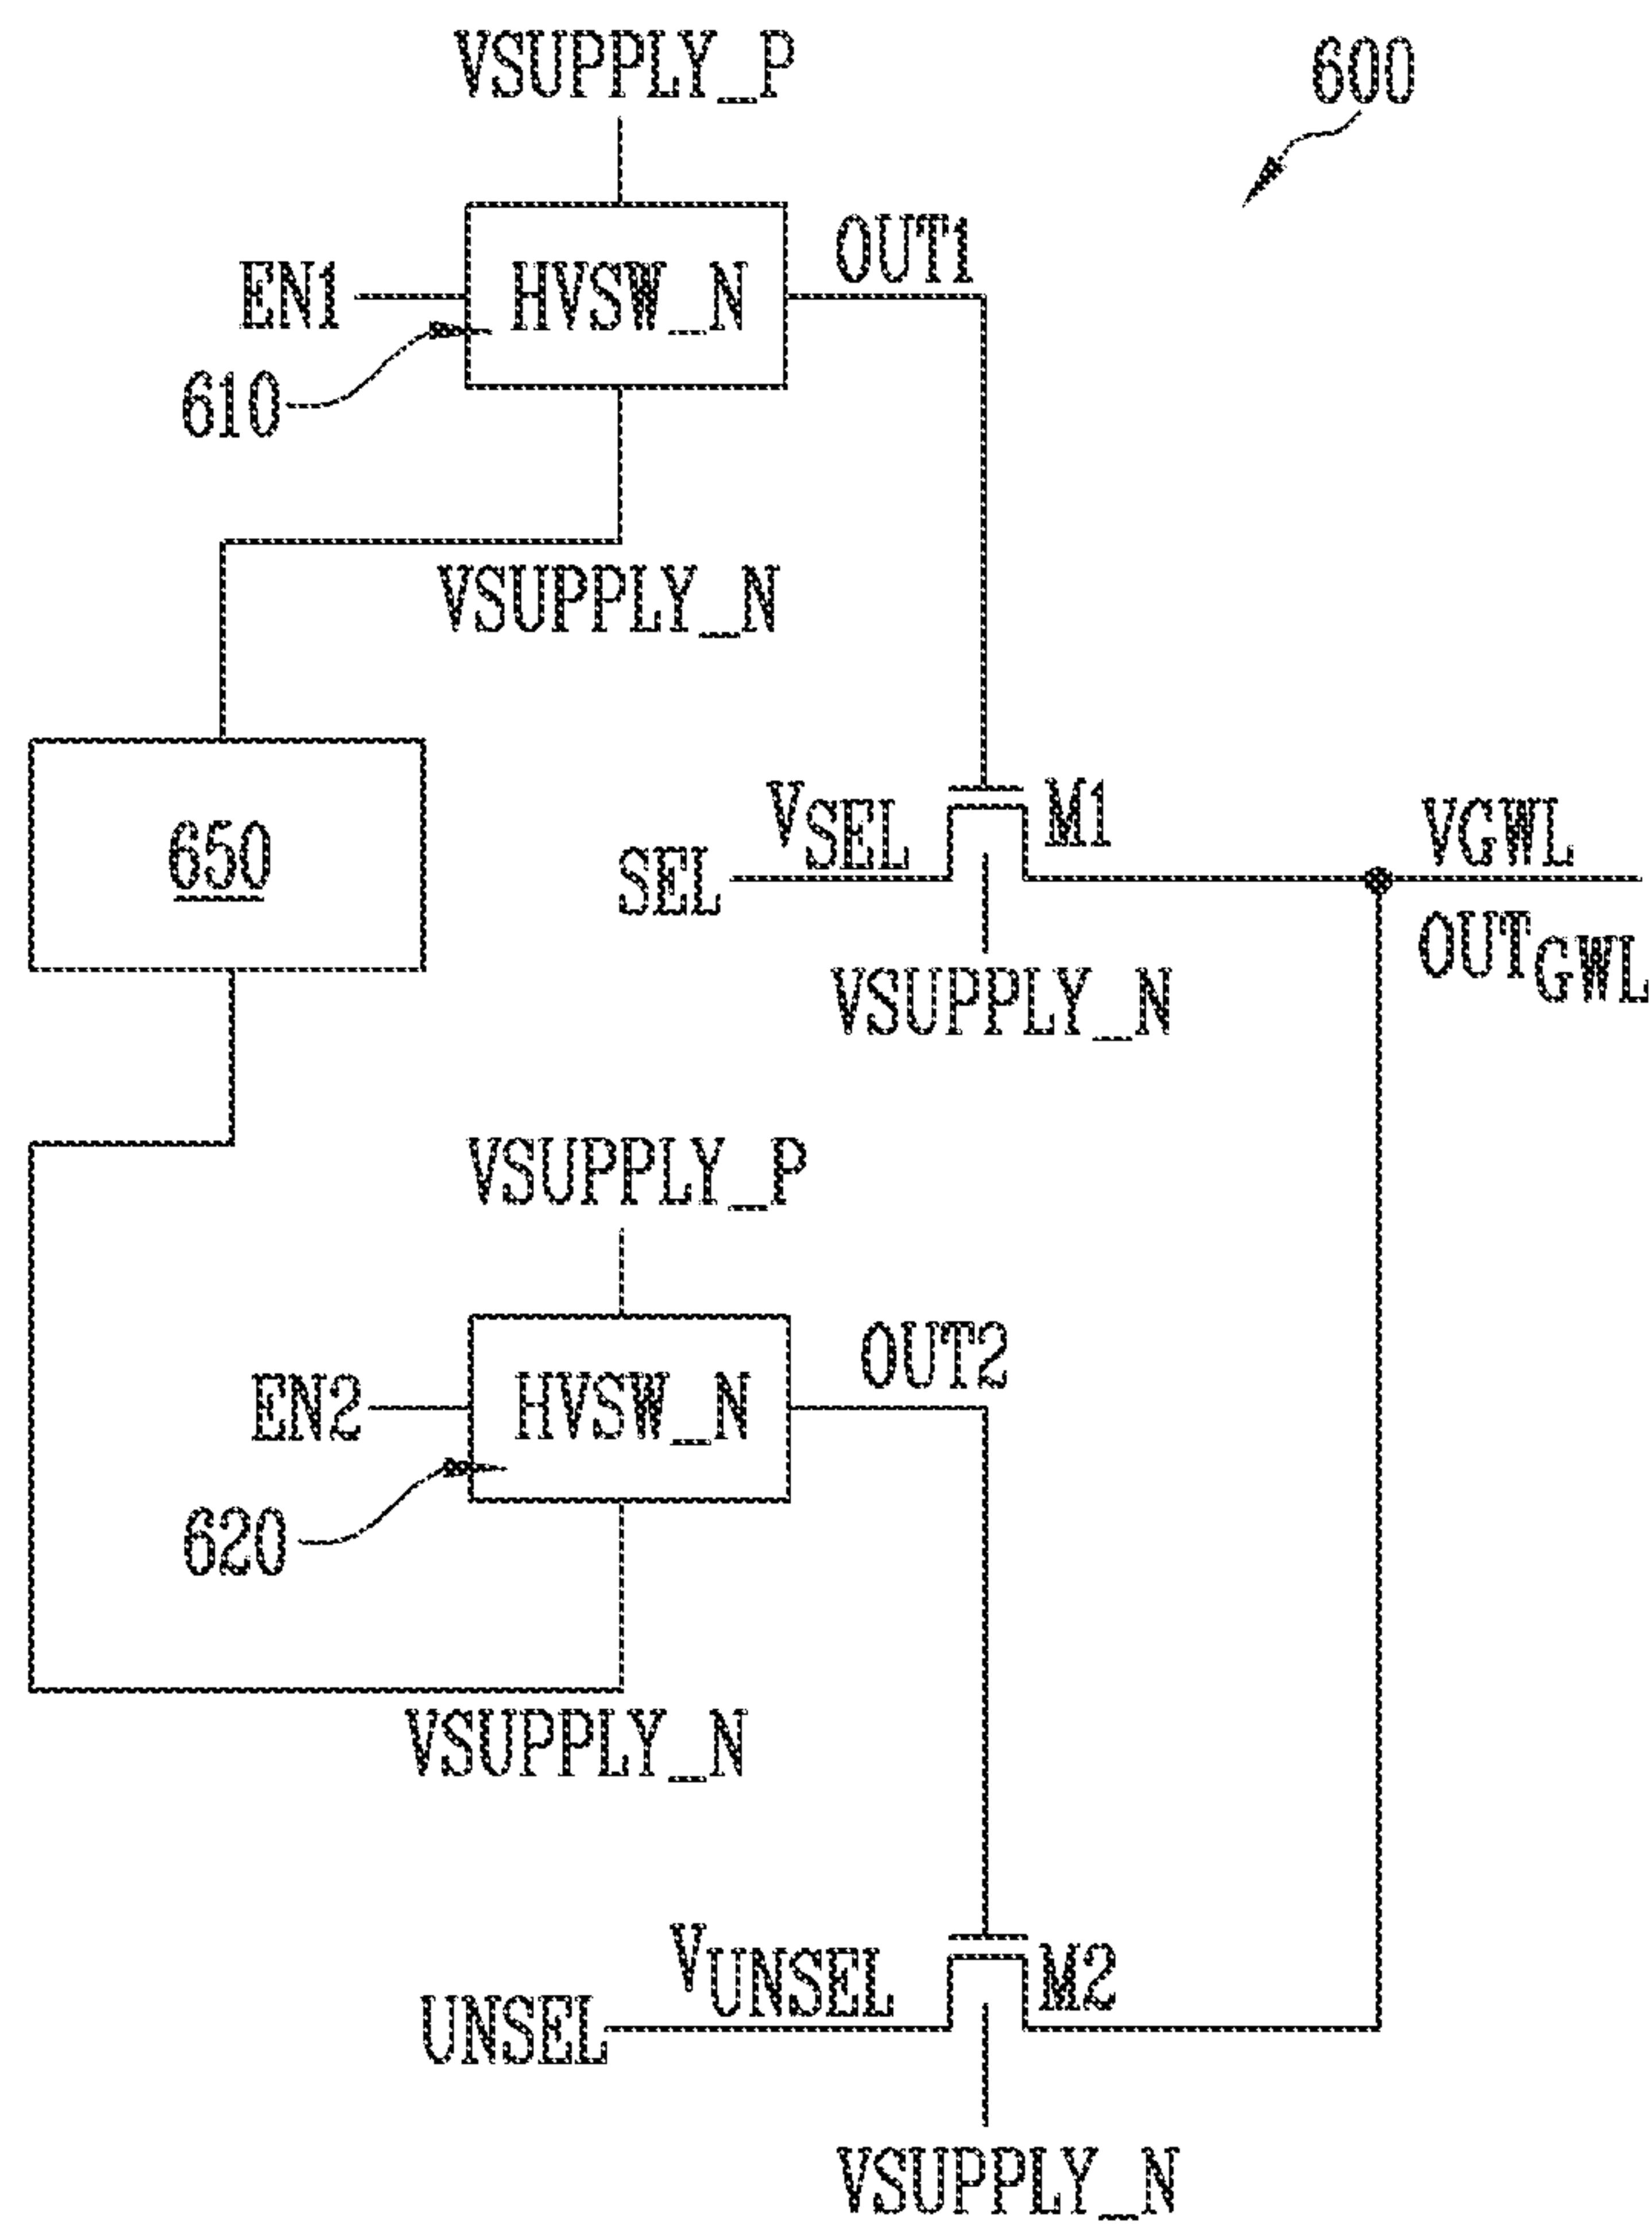 VSUPPLY_P
600
EN1
HVSW_N
OUT1
610
VSUPPLY_N
650
VSEL
M1
SEL
VGWL
OUTGWL
VSUPPLY_N
VSUPPLY_P
EN2
HVSW_N
OUT2
620
VSUPPLY_N
VUNSEL
M2
UNSEL
VSUPPLY_N